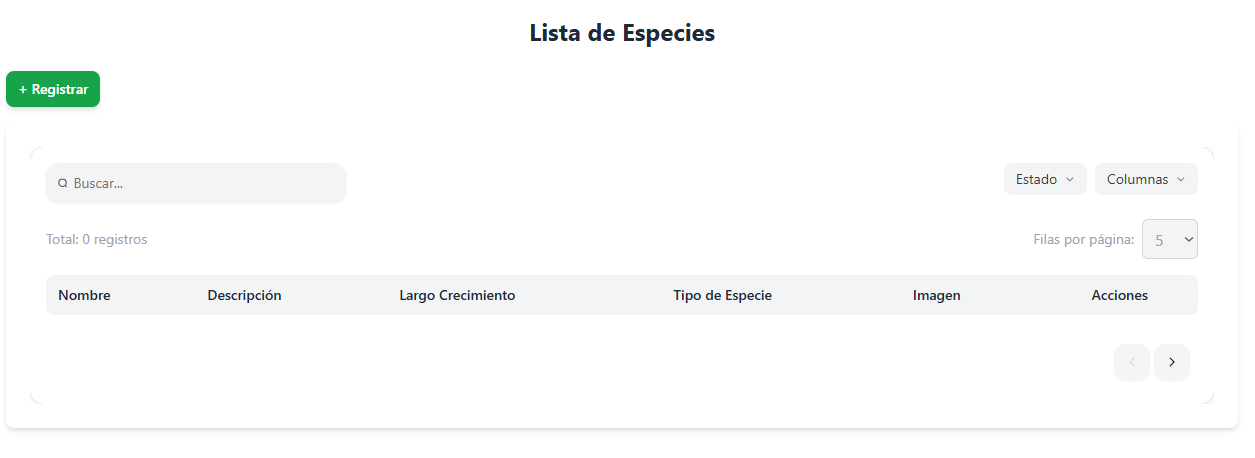 Lista de Especies
+ Registrar
Buscar...
Estado
Columnas
Total: 0 registros
Filas por página: 5
Nombre Descripción Largo Crecimiento Tipo de Especie Imagen Acciones